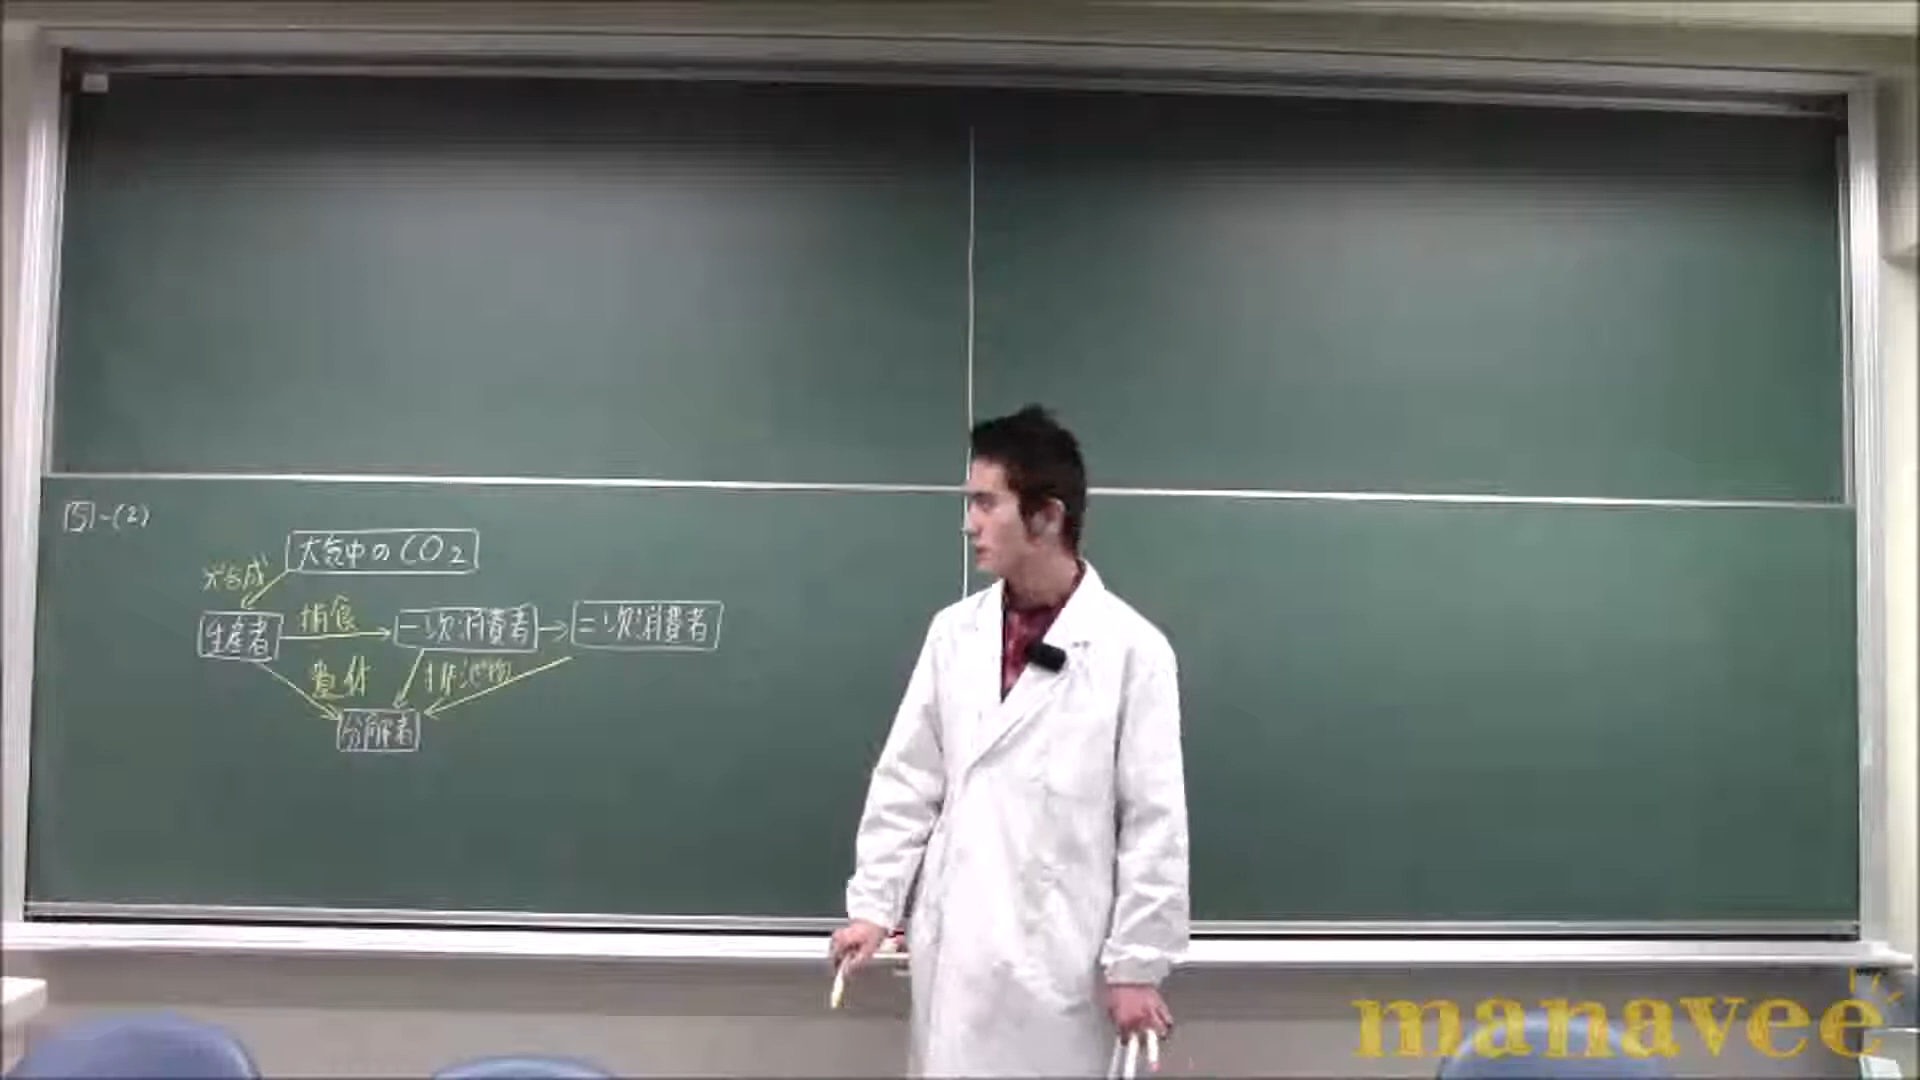 5-(2)
大気中のCO2
光合成
捕食
生産者
一次消費者
二次消費者
遺体
排泄物
分解者
manavee